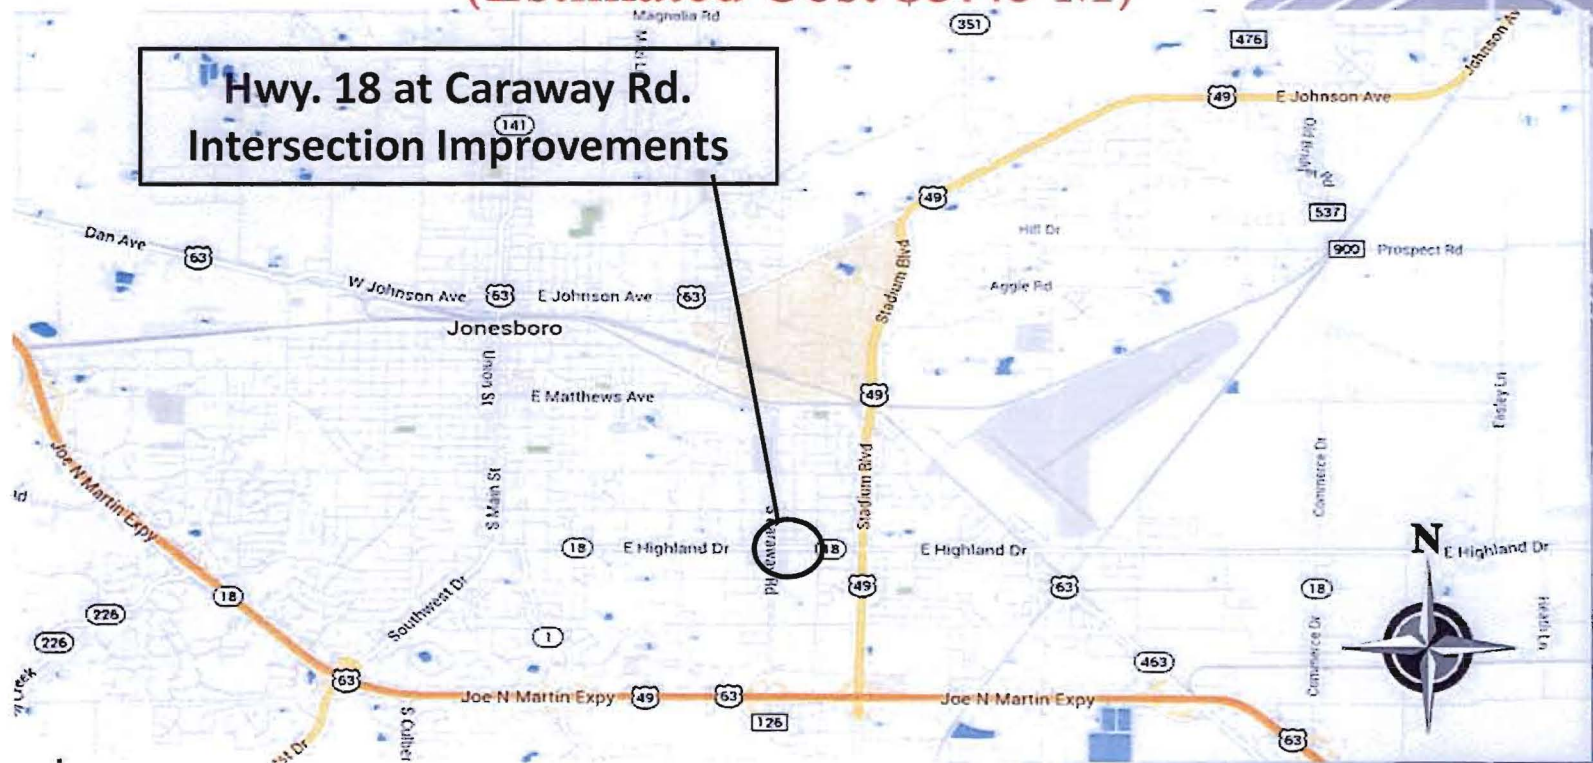 Magnolia Rd
351
476
Johnson Av
Hwy. 18 at Caraway Rd.
Intersection Improvements
141
49
E Johnson Ave
49
537
Hill Dr
900
Prospect Rd
Dan Ave
63
W Johnson Ave
63
E Johnson Ave
63
Stadium Blvd
Aggie Rd
Jonesboro
Union St
E Matthews Ave
49
Easley Ln
Joe N Martin Expy
S Main St
Stadium Blvd
Commerce Dr
18
E Highland Dr
S Caraway Rd
18
E Highland Dr
N
E Highland Dr
18
49
63
18
226
226
Southwest Dr
1
463
Commerce Dr
63
Joe N Martin Expy
49
63
Joe N Martin Expy
126
63